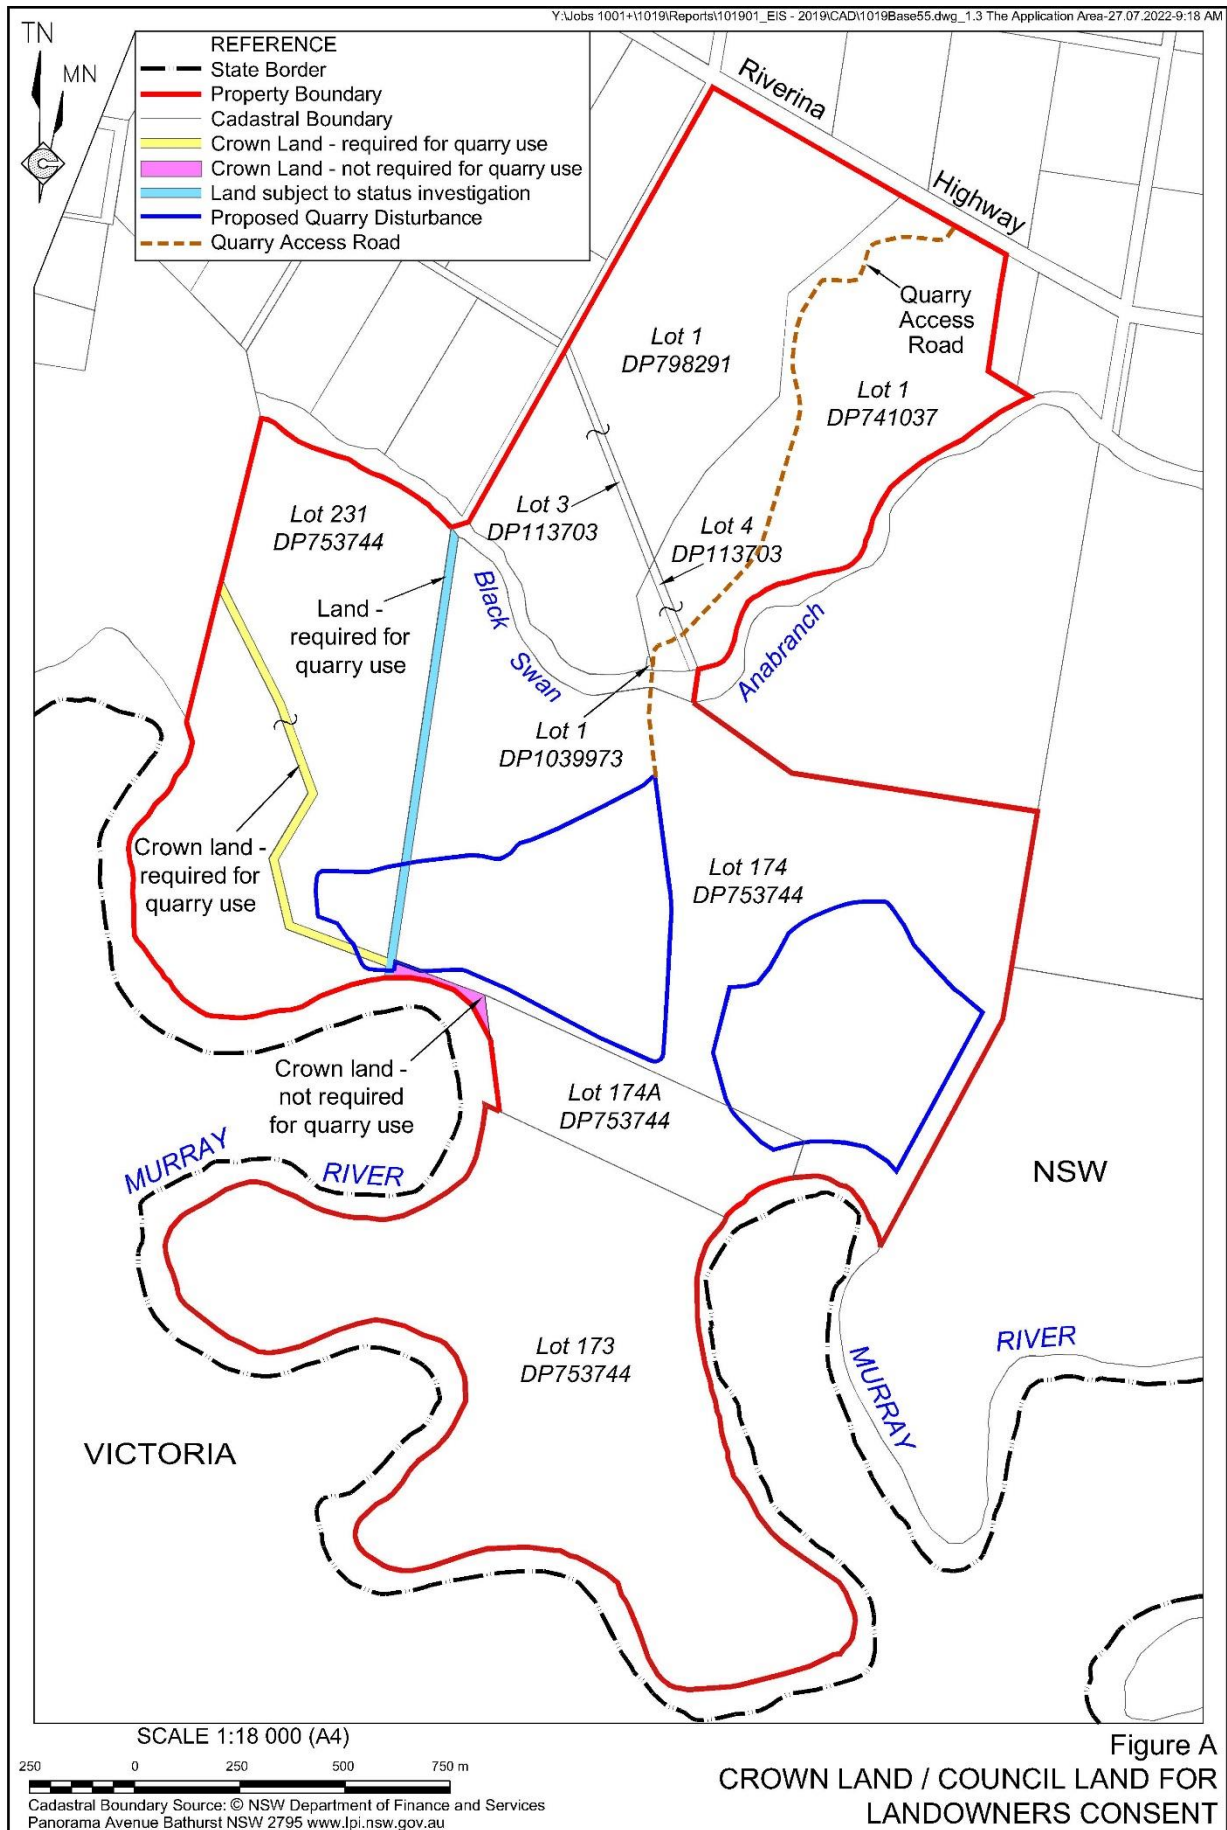 Y:\Jobs 1001+\1019\Reports\101901_EIS - 2019\CAD\1019Base55.dwg_1.3 The Application Area-27.07.2022-9:18 AM
TN
MN
REFERENCE
State Border
Property Boundary
Cadastral Boundary
Crown Land - required for quarry use
Crown Land - not required for quarry use
Land subject to status investigation
Proposed Quarry Disturbance
Quarry Access Road
Riverina
Highway
Quarry
Access
Road
Lot 1
DP798291
Lot 1
DP741037
Lot 3
DP113703
Lot 4
DP113703
Lot 231
DP753744
Land -
required for
quarry use
Black
Swan
Anabranch
Lot 1
DP1039973
Crown land -
required for
quarry use
Lot 174
DP753744
Crown land -
not required
for quarry use
Lot 174A
DP753744
MURRAY
RIVER
NSW
Lot 173
DP753744
MURRAY
RIVER
VICTORIA
SCALE 1:18 000 (A4)
250 0 250 500 750 m
Cadastral Boundary Source: © NSW Department of Finance and Services
Panorama Avenue Bathurst NSW 2795 www.lpi.nsw.gov.au
Figure A
CROWN LAND / COUNCIL LAND FOR
LANDOWNERS CONSENT